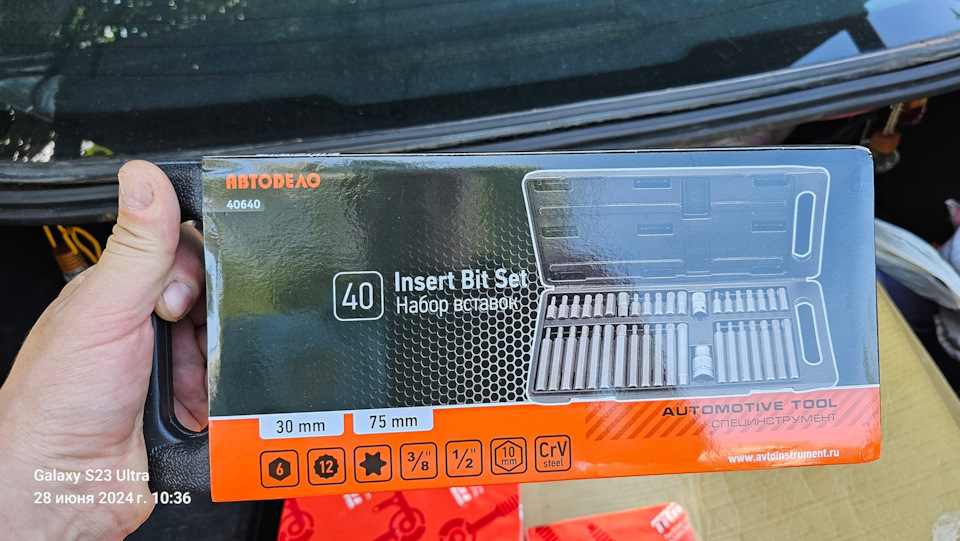 АВТОDЕЛО
40640
40
Insert Bit Set
Набор вставок
30 mm
75 mm
6
12
3/8"
1/2"
10
mm
CrV
steel
AUTOMOTIVE TOOL
СПЕЦИНСТРУМЕНТ
www.avtoinstrument.ru
Galaxy S23 Ultra
28 июня 2024 г. 10:36